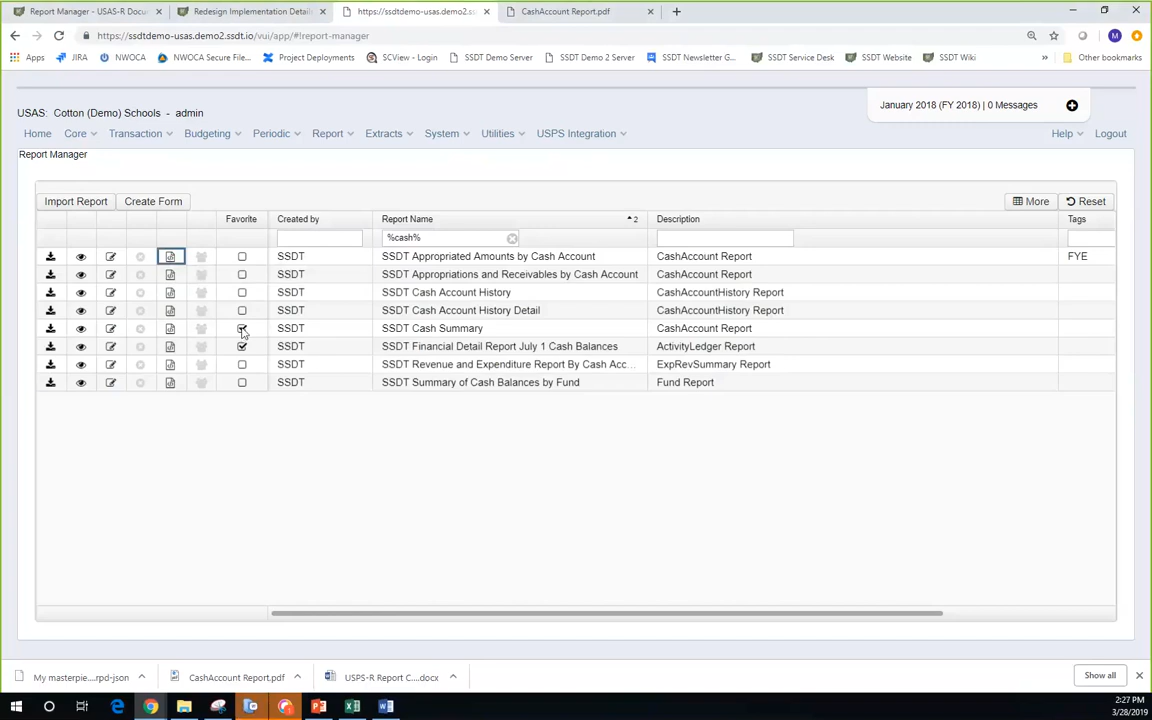 Report Manager - USAS-R Docu
Redesign Implementation Detail
https://ssdtdemo-usas.demo2.ss
CashAccount Report.pdf
https://ssdtdemo-usas.demo2.ssdt.io/vui/app/#!report-manager
Apps JIRA NWOCA NWOCA Secure File... Project Deployments SCView - Login SSDT Demo Server SSDT Demo 2 Server SSDT Newsletter G... SSDT Service Desk SSDT Website SSDT Wiki » Other bookmarks
January 2018 (FY 2018) | 0 Messages
USAS: Cotton (Demo) Schools - admin
Home Core Transaction Budgeting Periodic Report Extracts System Utilities USPS Integration Help Logout
Report Manager
Import Report Create Form More Reset
Favorite Created by Report Name 2 Description Tags
%cash%
SSDT SSDT Appropriated Amounts by Cash Account CashAccount Report FYE
SSDT SSDT Appropriations and Receivables by Cash Account CashAccount Report
SSDT SSDT Cash Account History CashAccountHistory Report
SSDT SSDT Cash Account History Detail CashAccountHistory Report
SSDT SSDT Cash Summary CashAccount Report
SSDT SSDT Financial Detail Report July 1 Cash Balances ActivityLedger Report
SSDT SSDT Revenue and Expenditure Report By Cash Acc... ExpRevSummary Report
SSDT SSDT Summary of Cash Balances by Fund Fund Report
My masterpie....rpd-json CashAccount Report.pdf USPS-R Report C....docx Show all
2:27 PM
3/28/2019